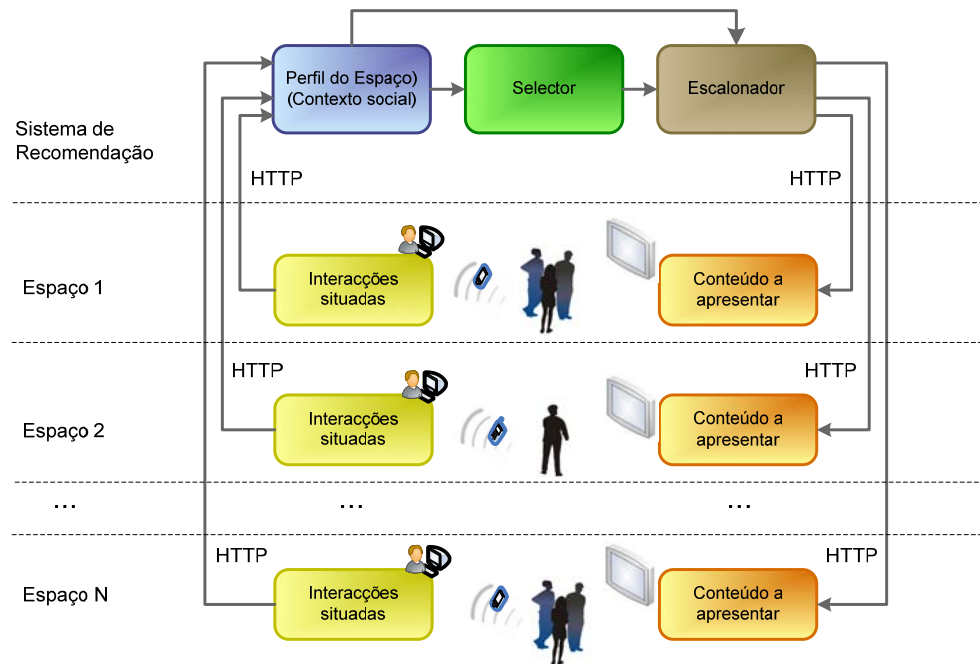 Perfil do Espaço)
(Contexto social)
Selector
Escalonador
Sistema de
Recomendação
HTTP
HTTP
Espaço 1
Interacções
situadas
Conteúdo a
apresentar
HTTP
HTTP
Espaço 2
Interacções
situadas
Conteúdo a
apresentar
...
...
...
HTTP
HTTP
Espaço N
Interacções
situadas
Conteúdo a
apresentar